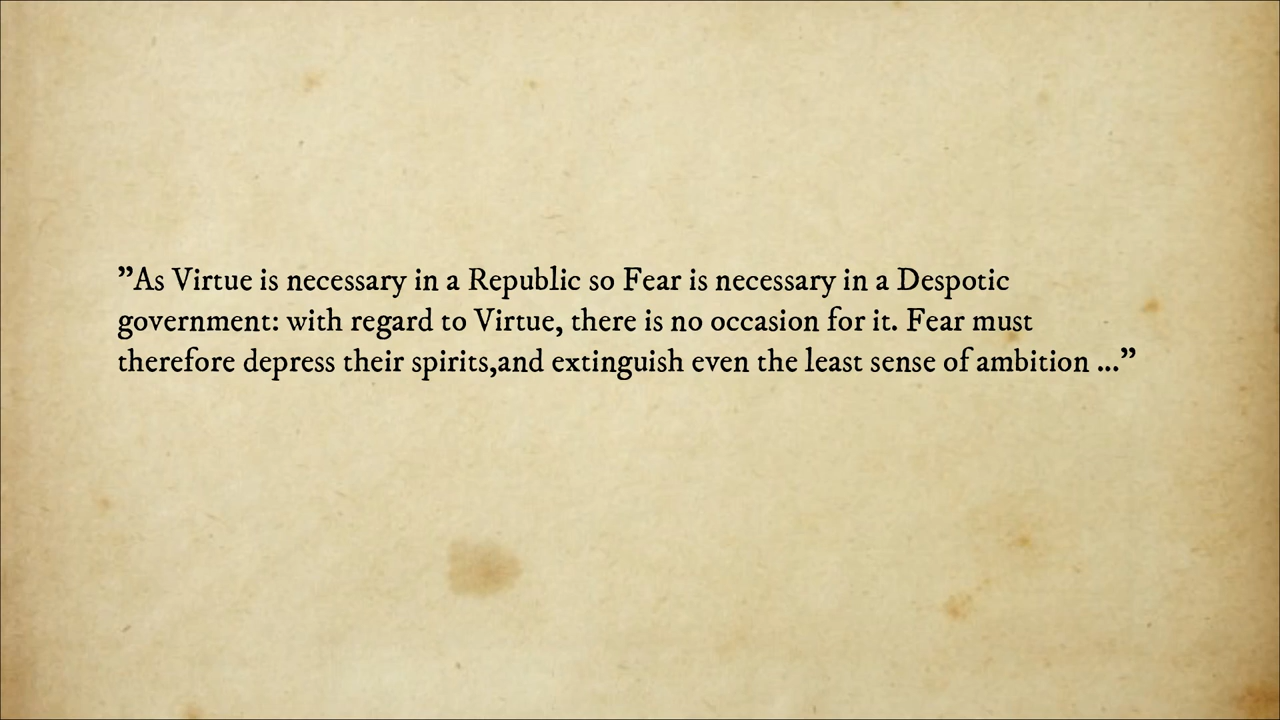 ”As Virtue is necessary in a Republic so Fear is necessary in a Despotic
government: with regard to Virtue, there is no occasion for it. Fear must
therefore depress their spirits,and extinguish even the least sense of ambition ...”